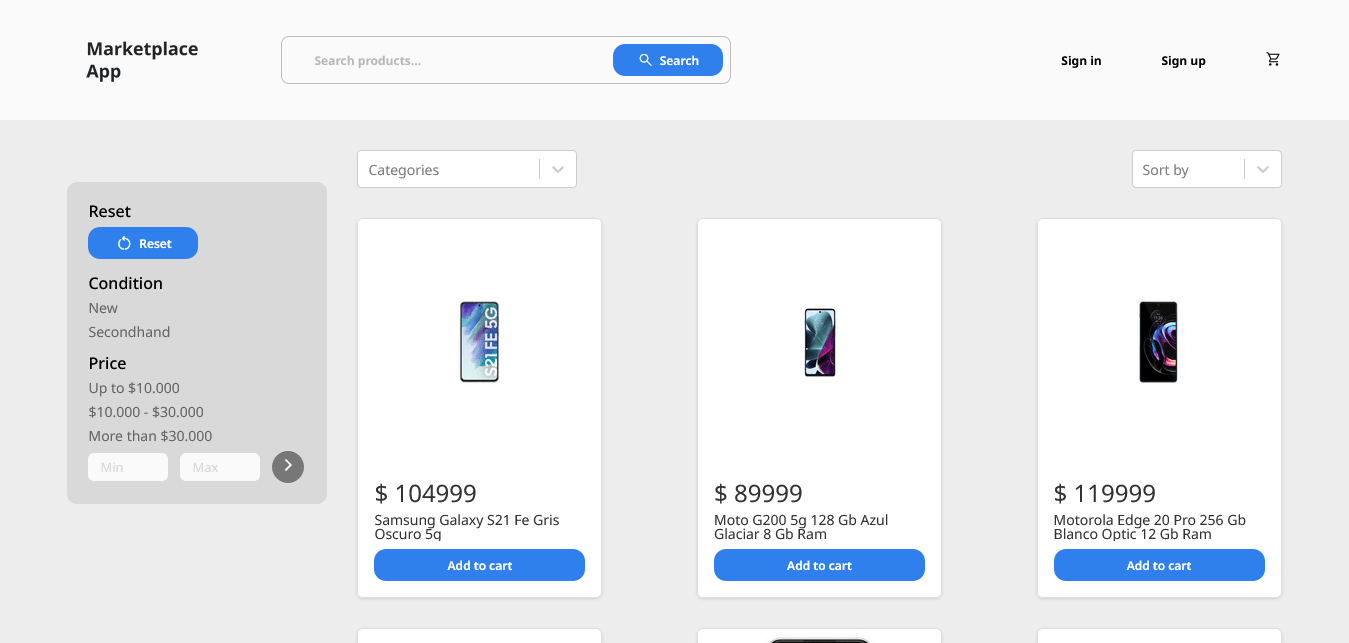 Marketplace
App
Search products...
Search
Sign in
Sign up
Categories
Sort by
Reset
Reset
Condition
New
Secondhand
Price
Up to $10.000
$10.000 - $30.000
More than $30.000
Min
Max
S21 FE 5G
$ 104999
Samsung Galaxy S21 Fe Gris
Oscuro 5g
Add to cart
$ 89999
Moto G200 5g 128 Gb Azul
Glaciar 8 Gb Ram
Add to cart
$ 119999
Motorola Edge 20 Pro 256 Gb
Blanco Optic 12 Gb Ram
Add to cart